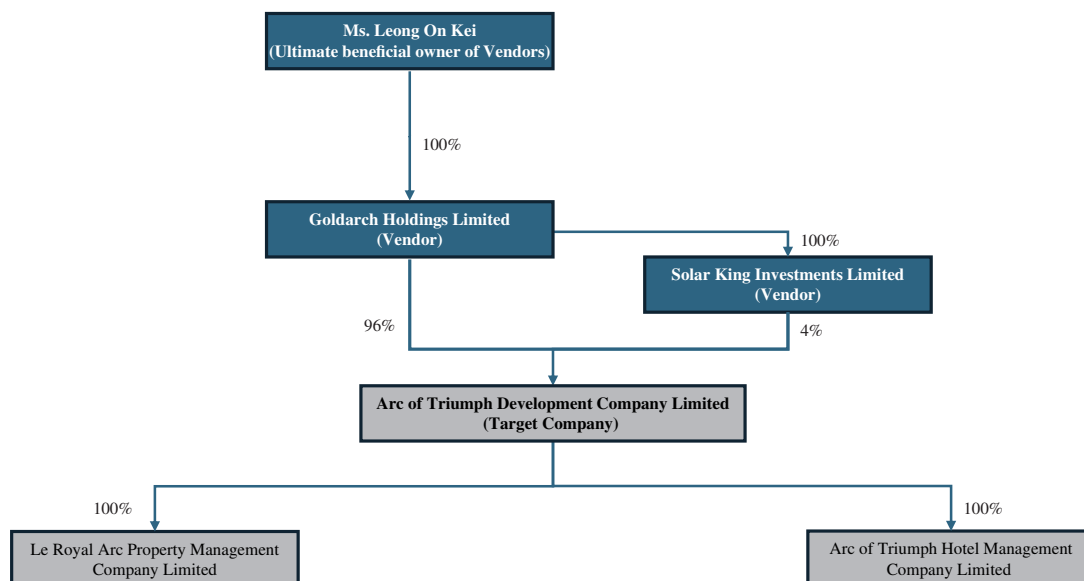 Ms. Leong On Kei
(Ultimate beneficial owner of Vendors)
100%
Goldarch Holdings Limited
(Vendor)
100%
Solar King Investments Limited
(Vendor)
96%
4%
Arc of Triumph Development Company Limited
(Target Company)
100%
100%
Le Royal Arc Property Management
Company Limited
Arc of Triumph Hotel Management
Company Limited